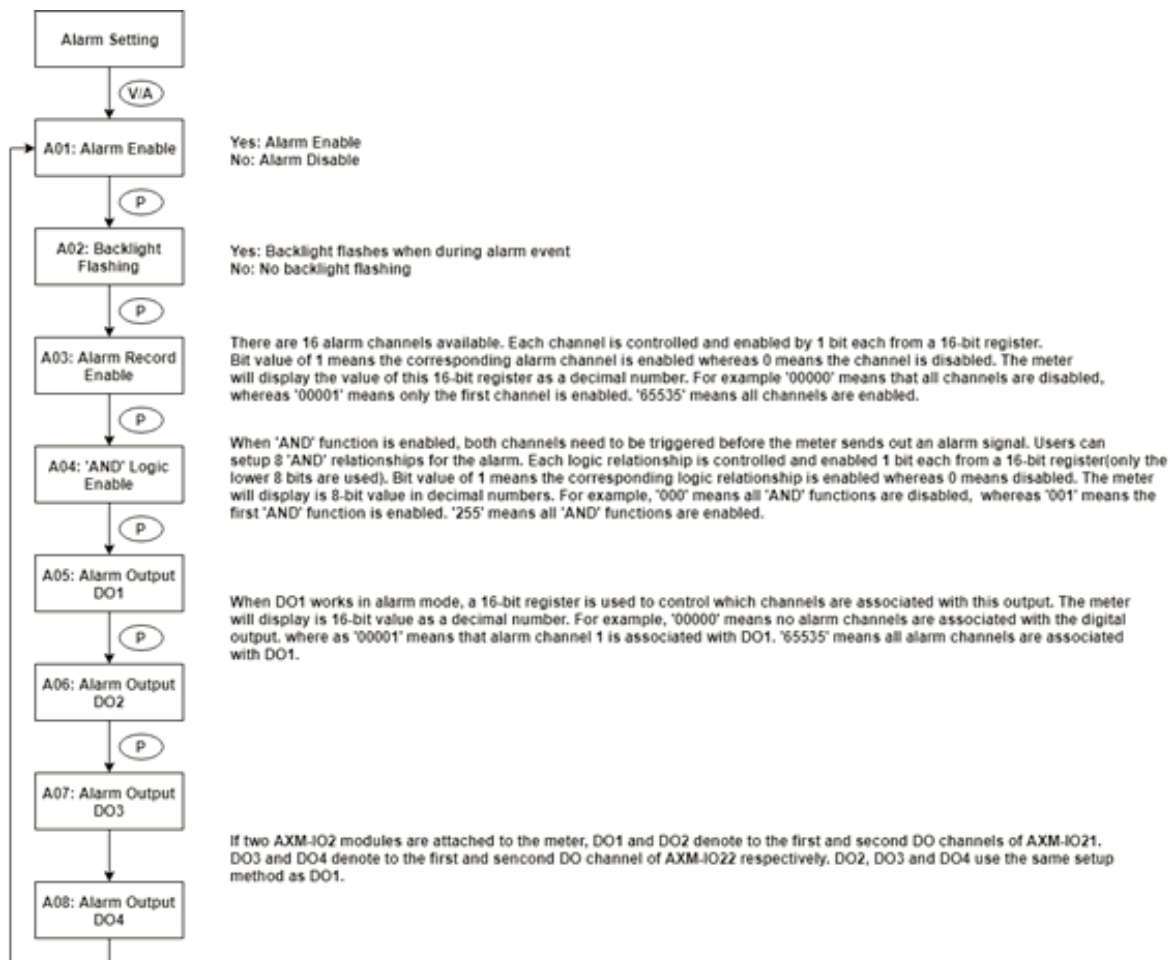 Alarm Setting
V/A
A01: Alarm Enable
Yes: Alarm Enable
No: Alarm Disable
P
A02: Backlight
Flashing
Yes: Backlight flashes when during alarm event
No: No backlight flashing
P
A03: Alarm Record
Enable
There are 16 alarm channels available. Each channel is controlled and enabled by 1 bit each from a 16-bit register.
Bit value of 1 means the corresponding alarm channel is enabled whereas 0 means the channel is disabled. The meter
will display the value of this 16-bit register as a decimal number. For example '00000' means that all channels are disabled,
whereas '00001' means only the first channel is enabled. '65535' means all channels are enabled.
P
A04: 'AND' Logic
Enable
When 'AND' function is enabled, both channels need to be triggered before the meter sends out an alarm signal. Users can
setup 8 'AND' relationships for the alarm. Each logic relationship is controlled and enabled 1 bit each from a 16-bit register(only the
lower 8 bits are used). Bit value of 1 means the corresponding logic relationship is enabled whereas 0 means disabled. The meter
will display is 8-bit value in decimal numbers. For example, '000' means all 'AND' functions are disabled, whereas '001' means the
first 'AND' function is enabled. '255' means all 'AND' functions are enabled.
P
A05: Alarm Output
DO1
When DO1 works in alarm mode, a 16-bit register is used to control which channels are associated with this output. The meter
will display is 16-bit value as a decimal number. For example, '00000' means no alarm channels are associated with the digital
output. where as '00001' means that alarm channel 1 is associated with DO1. '65535' means all alarm channels are associated
with DO1.
P
A06: Alarm Output
DO2
P
A07: Alarm Output
DO3
If two AXM-IO2 modules are attached to the meter, DO1 and DO2 denote to the first and second DO channels of AXM-IO21.
DO3 and DO4 denote to the first and sencond DO channel of AXM-IO22 respectively. DO2, DO3 and DO4 use the same setup
method as DO1.
A08: Alarm Output
DO4